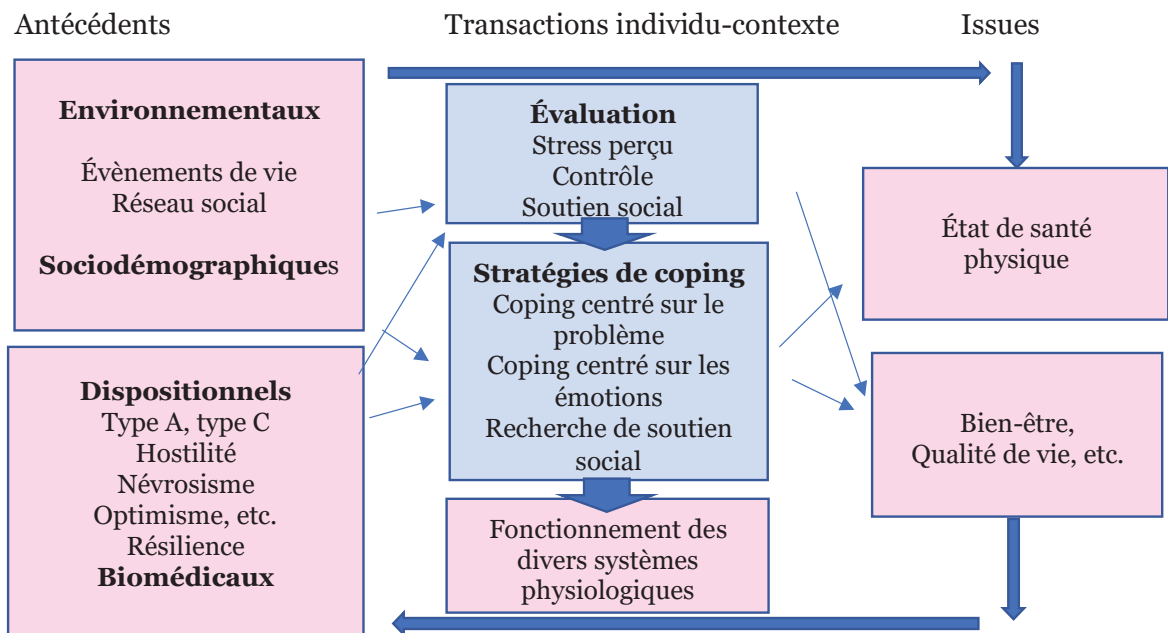 Antécédents
Transactions individu-contexte
Issues
Environnementaux
Évènements de vie
Réseau social
Sociodémographiques
Dispositionnels
Type A, type C
Hostilité
Névrosisme
Optimisme, etc.
Résilience
Biomédicaux
Évaluation
Stress perçu
Contrôle
Soutien social
Stratégies de coping
Coping centré sur le
problème
Coping centré sur les
émotions
Recherche de soutien
social
Fonctionnement des
divers systèmes
physiologiques
État de santé
physique
Bien-être,
Qualité de vie, etc.